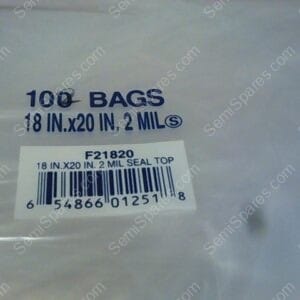 100 BAGS
18 IN.x20 IN. 2 MIL Ⓢ
F21820
18 IN.X20 IN. 2 MIL SEAL TOP
6 54866 01251 8
SemiSpares.com